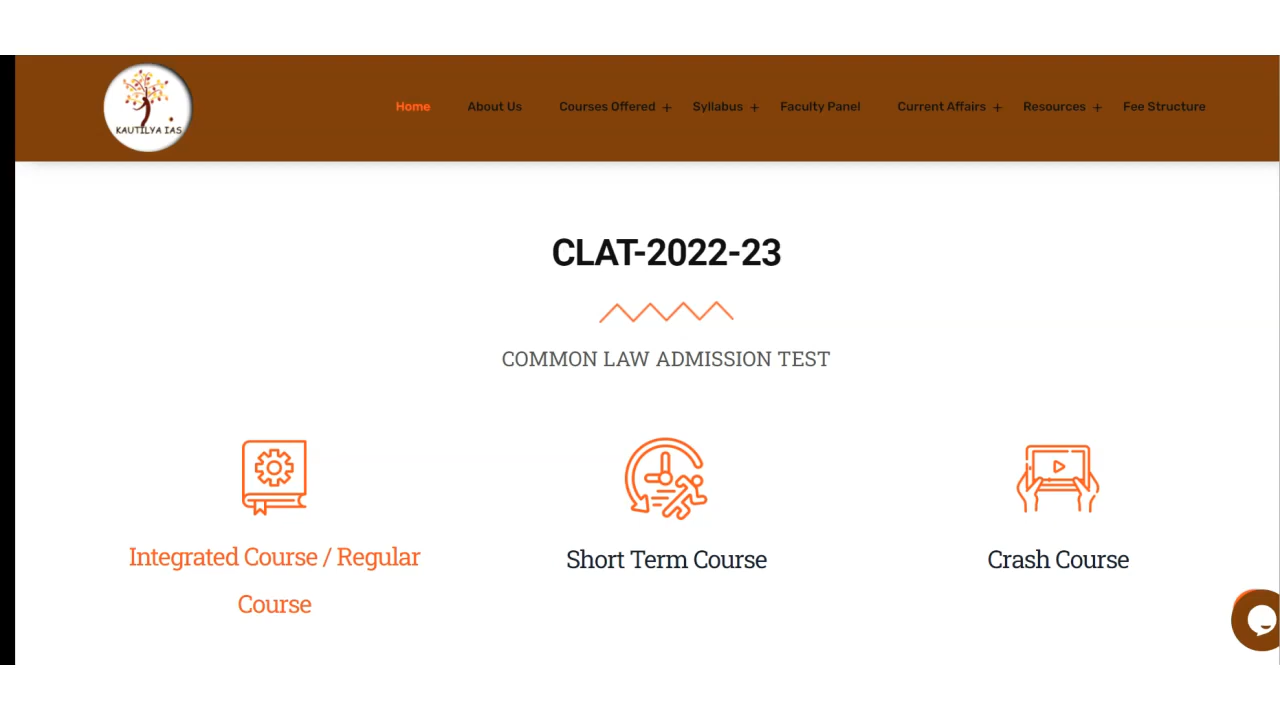 KAUTILYA IAS
Home About Us Courses Offered + Syllabus + Faculty Panel Current Affairs + Resources + Fee Structure
CLAT-2022-23
COMMON LAW ADMISSION TEST
Integrated Course / Regular
Course
Short Term Course
Crash Course